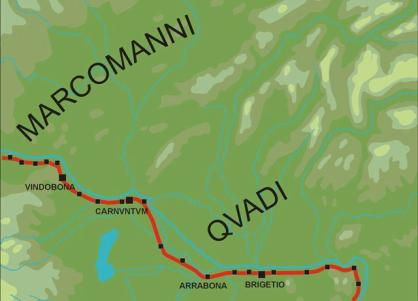 MARCOMANNI
VINDOBONA
CARNVNTVM
QVADI
ARRABONA
BRIGETIO